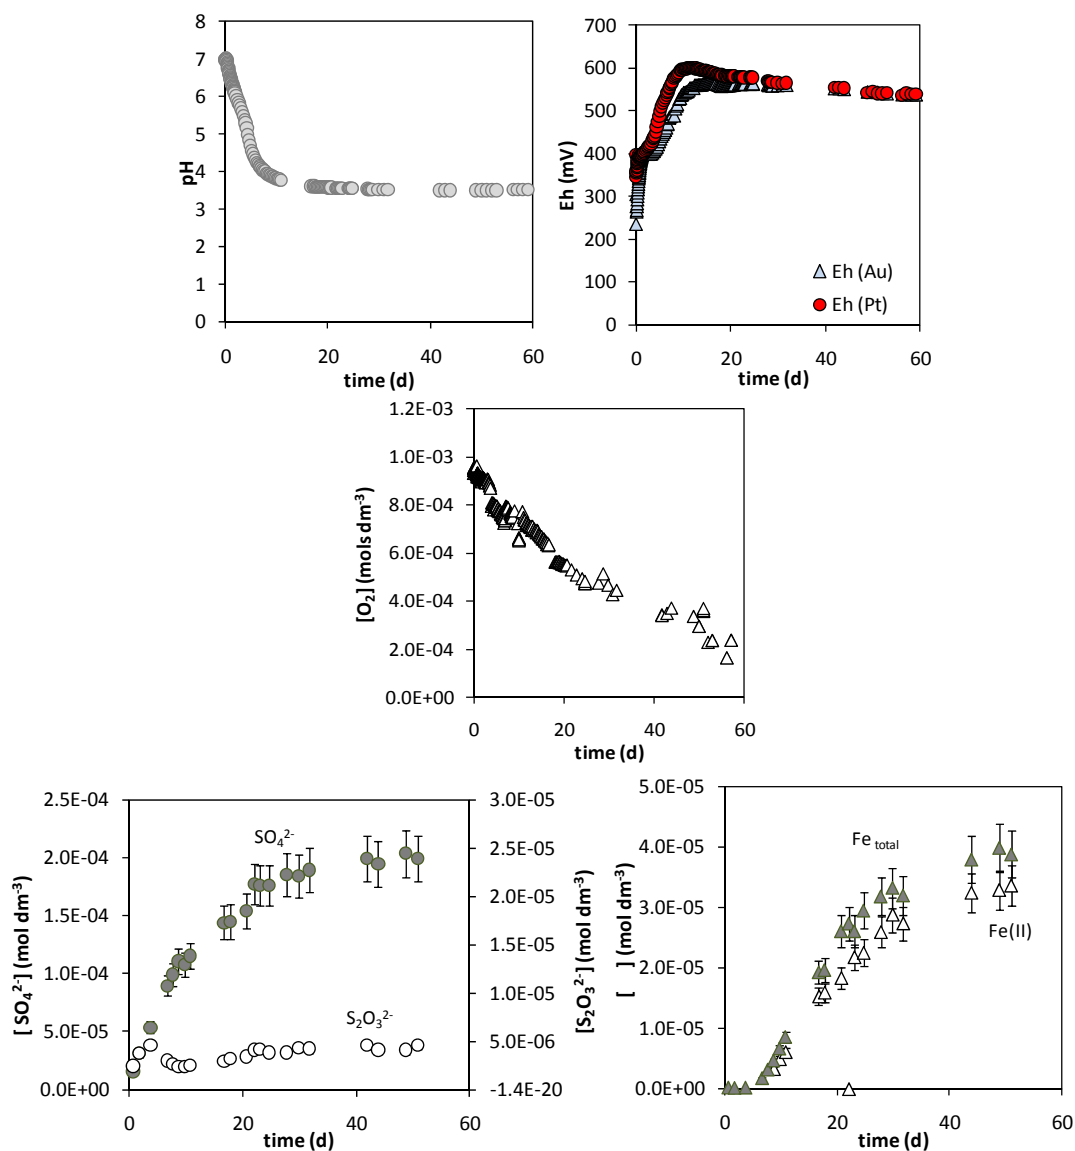 8
7
6
5
4
3
2
1
0
pH
0
20
40
60
time (d)
700
600
500
400
300
200
100
0
Eh (mV)
Eh (Au)
Eh (Pt)
0
20
40
60
time (d)
1.2E-03
1.0E-03
8.0E-04
6.0E-04
4.0E-04
2.0E-04
0.0E+00
[O₂] (mols dm⁻³)
0
20
40
60
time (d)
2.5E-04
2.0E-04
1.5E-04
1.0E-04
5.0E-05
0.0E+00
[ SO₄²⁻] (mol dm⁻³)
SO₄²⁻
S₂O₃²⁻
3.0E-05
2.5E-05
2.0E-05
1.5E-05
1.0E-05
5.0E-06
-1.4E-20
[S₂O₃²⁻] (mol dm⁻³)
0
20
40
60
time (d)
5.0E-05
4.0E-05
3.0E-05
2.0E-05
1.0E-05
0.0E+00
[ ] (mol dm⁻³)
Fe total
Fe(II)
0
20
40
60
time (d)